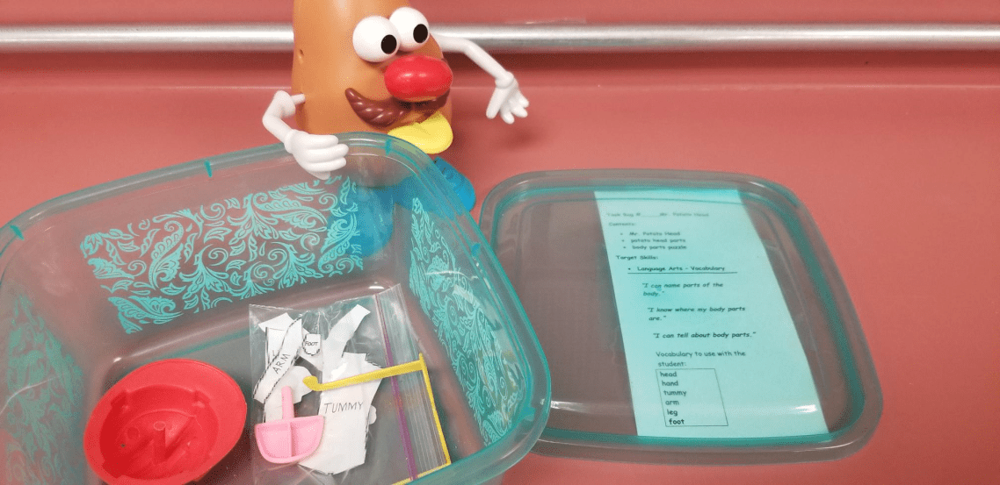 Task Bag #______Mr. Potato Head
Contents:
• Mr. Potato Head
• potato head parts
• body parts puzzle
Target Skills:
• Language Arts - Vocabulary
"I can name parts of the
body."
"I know where my body parts
are."
"I can tell about body parts."
Vocabulary to use with the
student:
head
hand
tummy
arm
leg
foot
FOOT
ARM
TUMMY